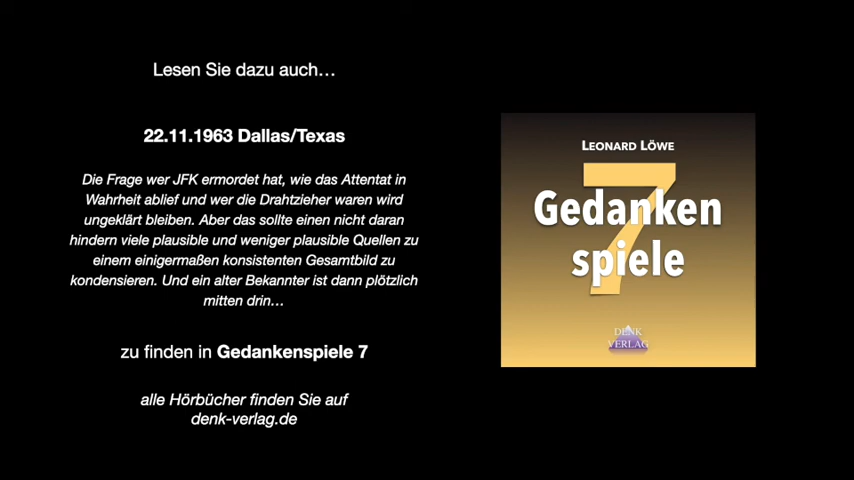 Lesen Sie dazu auch...
22.11.1963 Dallas/Texas
Die Frage wer JFK ermordet hat, wie das Attentat in
Wahrheit ablief und wer die Drahtzieher waren wird
ungeklärt bleiben. Aber das sollte einen nicht daran
hindern viele plausible und weniger plausible Quellen zu
einem einigermaßen konsistenten Gesamtbild zu
kondensieren. Und ein alter Bekannter ist dann plötzlich
mitten drin...
zu finden in Gedankenspiele 7
alle Hörbücher finden Sie auf
denk-verlag.de
LEONARD LÖWE
7
Gedanken
spiele
DENK
VERLAG